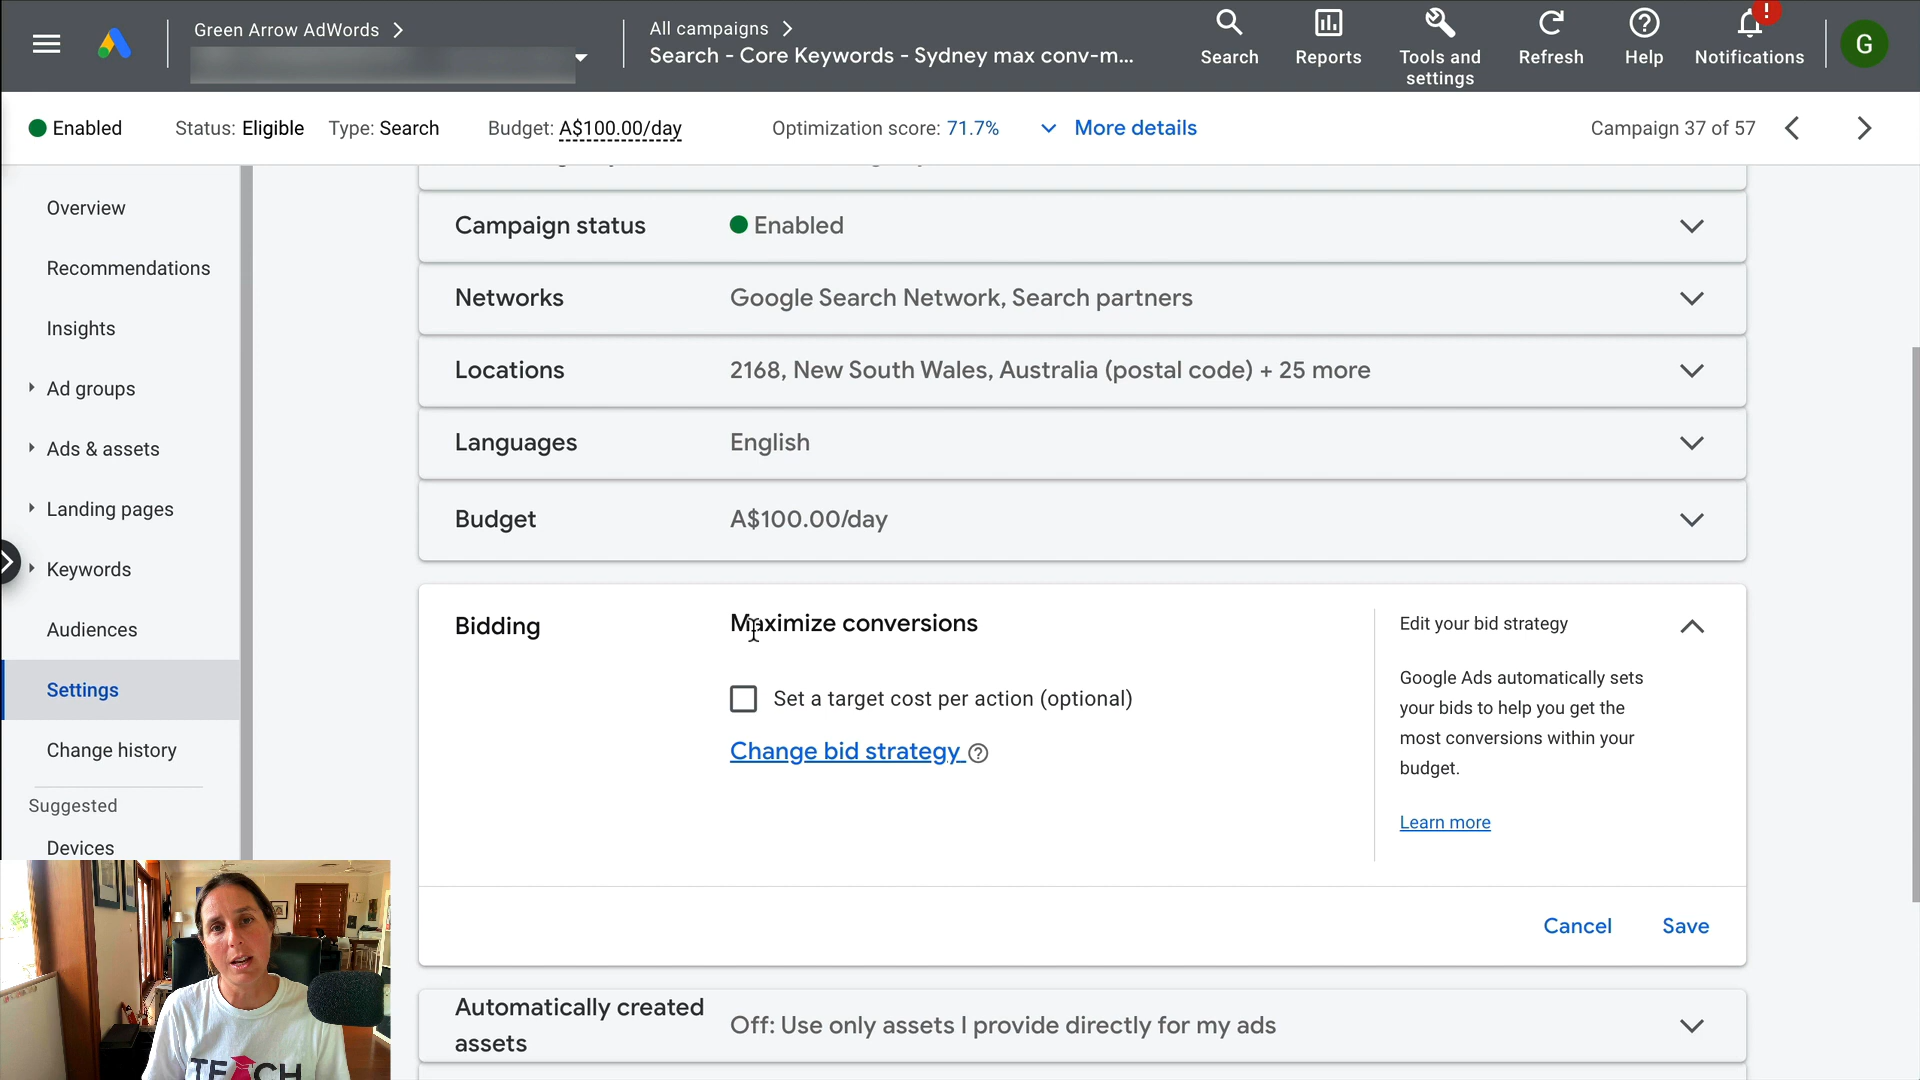 Green Arrow AdWords
All campaigns
Search - Core Keywords - Sydney max conv-m...
Search
Reports
Tools and
settings
Refresh
Help
!
Notifications
G
Enabled
Status: Eligible
Type: Search
Budget: A$100.00/day
Optimization score: 71.7%
More details
Campaign 37 of 57
Overview
Recommendations
Insights
Ad groups
Ads & assets
Landing pages
Keywords
Audiences
Settings
Change history
Suggested
Devices
Campaign status
Enabled
Networks
Google Search Network, Search partners
Locations
2168, New South Wales, Australia (postal code) + 25 more
Languages
English
Budget
A$100.00/day
Bidding
Maximize conversions
Set a target cost per action (optional)
Change bid strategy
?
Edit your bid strategy
Google Ads automatically sets
your bids to help you get the
most conversions within your
budget.
Learn more
Cancel
Save
Automatically created
assets
Off: Use only assets I provide directly for my ads
TEACH